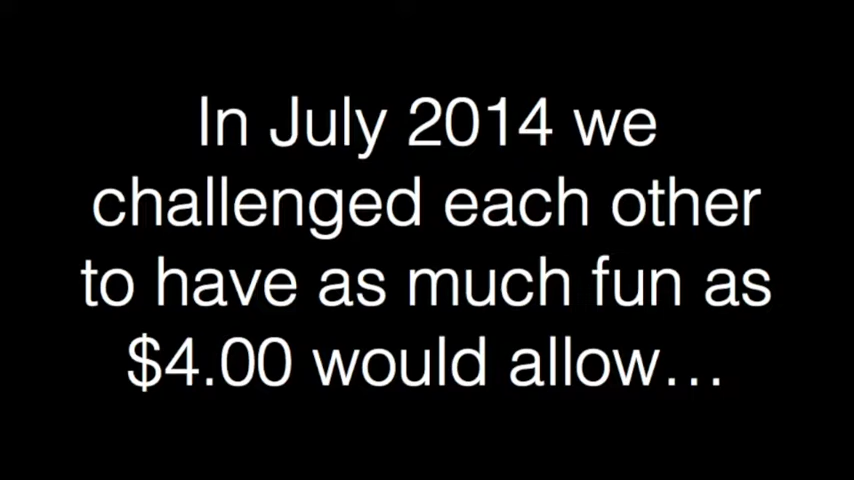 In July 2014 we
challenged each other
to have as much fun as
$4.00 would allow…